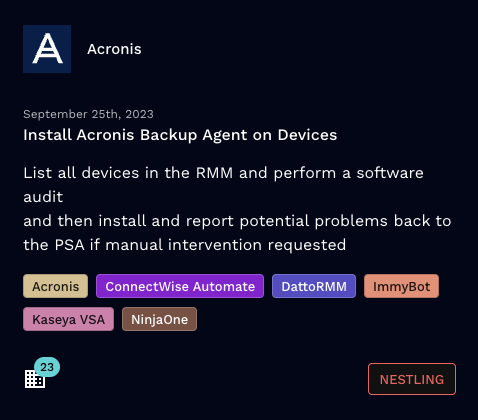 Acronis
September 25th, 2023
Install Acronis Backup Agent on Devices
List all devices in the RMM and perform a software
audit
and then install and report potential problems back to
the PSA if manual intervention requested
Acronis ConnectWise Automate DattoRMM ImmyBot
Kaseya VSA NinjaOne
23
NESTLING